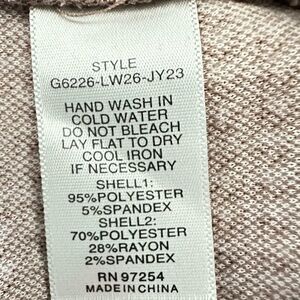 STYLE
G6226-LW26-JY23
HAND WASH IN
COLD WATER
DO NOT BLEACH
LAY FLAT TO DRY
COOL IRON
IF NECESSARY
SHELL1:
95%POLYESTER
5%SPANDEX
SHELL2:
70%POLYESTER
28%RAYON
2%SPANDEX
RN 97254
MADE IN CHINA